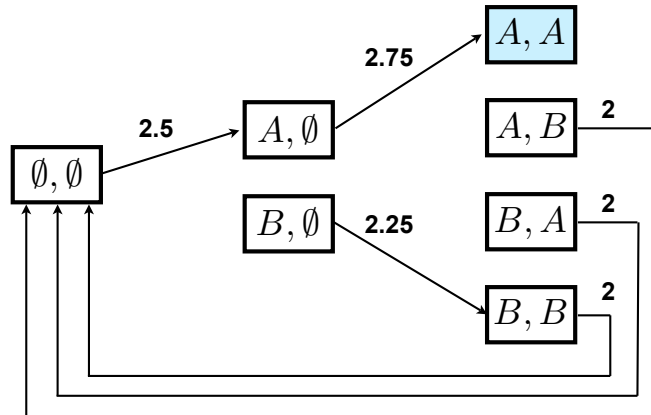 A, A
2.75
A, ∅
A, B
2
2.5
∅, ∅
B, ∅
2.25
B, A
2
B, B
2